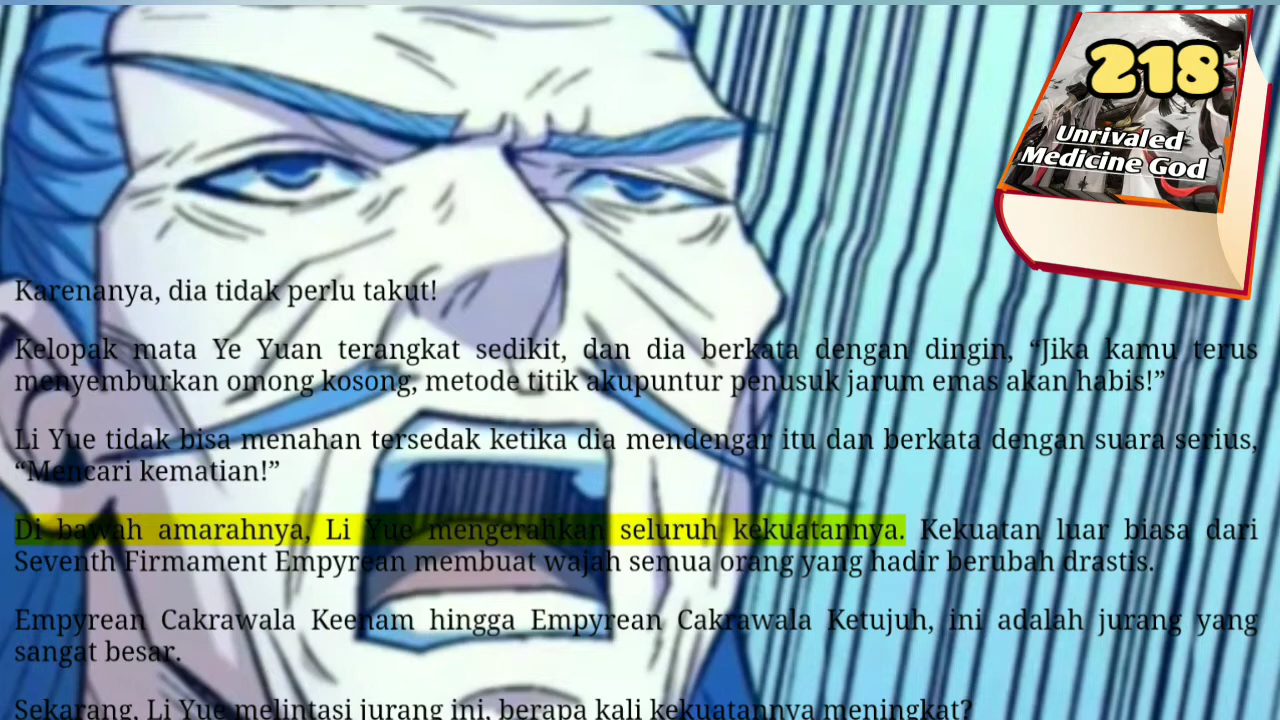 218
Unrivaled
Medicine God
Karenanya, dia tidak perlu takut!
Kelopak mata Ye Yuan terangkat sedikit, dan dia berkata dengan dingin, “Jika kamu terus
menyemburkan omong kosong, metode titik akupuntur penusuk jarum emas akan habis!”
Li Yue tidak bisa menahan tersedak ketika dia mendengar itu dan berkata dengan suara serius,
“Mencari kematian!”
Di bawah amarahnya, Li Yue mengerahkan seluruh kekuatannya. Kekuatan luar biasa dari
Seventh Firmament Empyrean membuat wajah semua orang yang hadir berubah drastis.
Empyrean Cakrawala Keenam hingga Empyrean Cakrawala Ketujuh, ini adalah jurang yang
sangat besar.
Sekarang, Li Yue melintasi jurang ini, berapa kali kekuatannya meningkat?